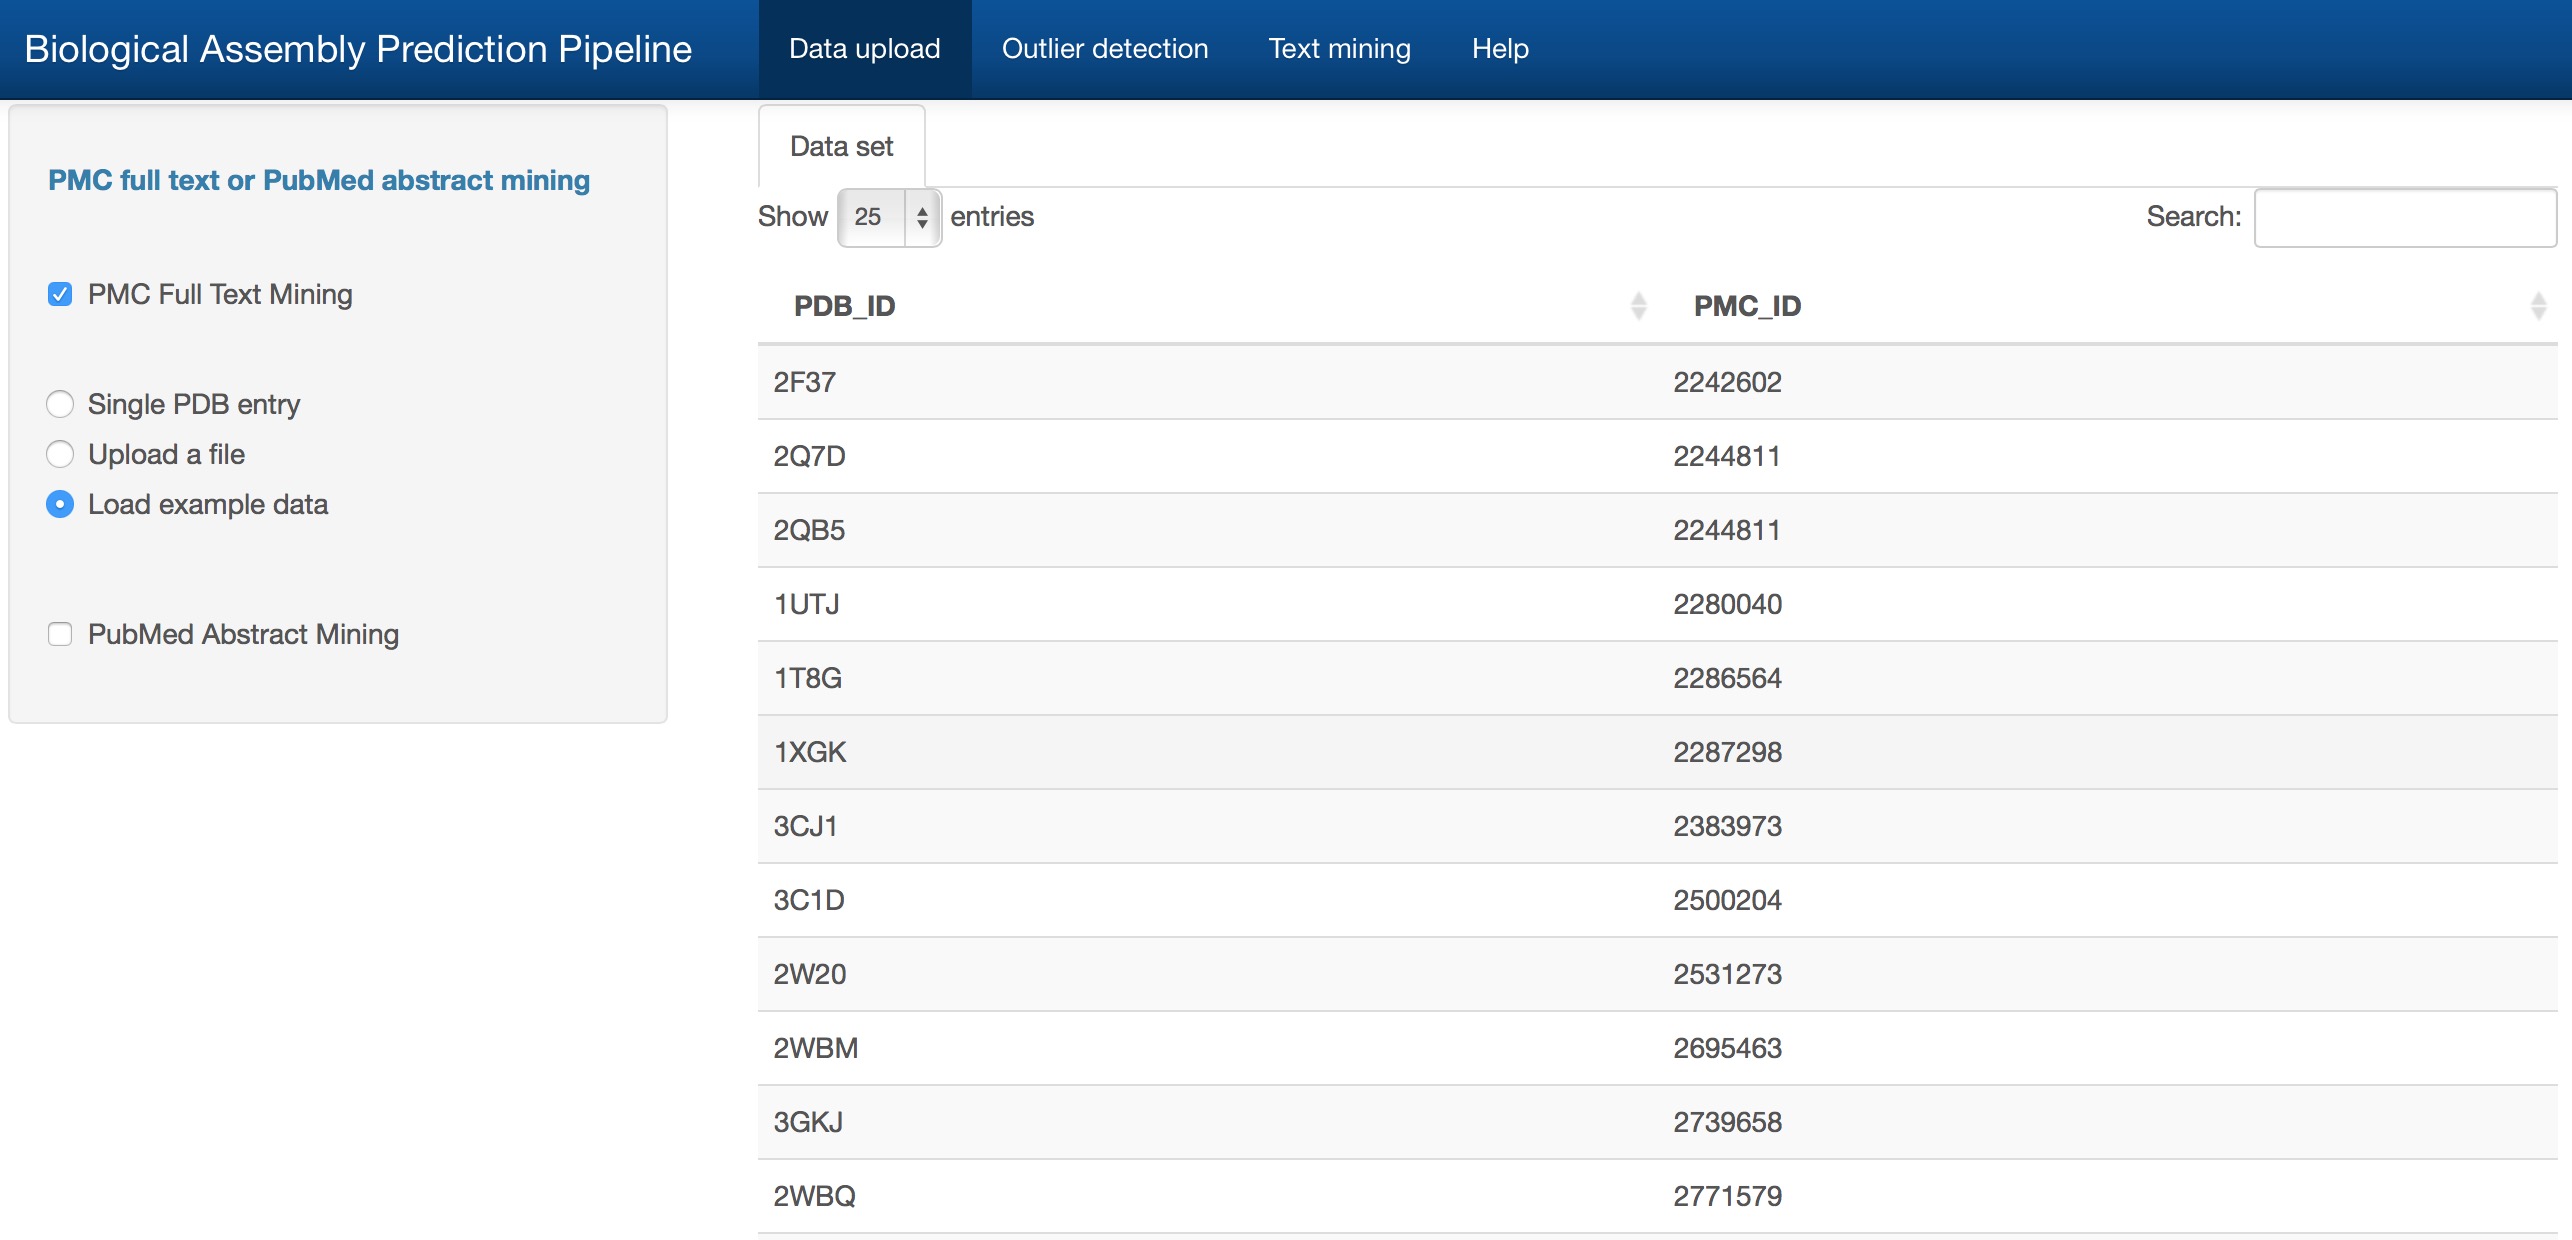 Biological Assembly Prediction Pipeline Data upload Outlier detection Text mining Help
PMC full text or PubMed abstract mining
PMC Full Text Mining
Single PDB entry
Upload a file
Load example data
PubMed Abstract Mining
Data set
Show 25 entries Search:
PDB_ID PMC_ID
2F37 2242602
2Q7D 2244811
2QB5 2244811
1UTJ 2280040
1T8G 2286564
1XGK 2287298
3CJ1 2383973
3C1D 2500204
2W20 2531273
2WBM 2695463
3GKJ 2739658
2WBQ 2771579